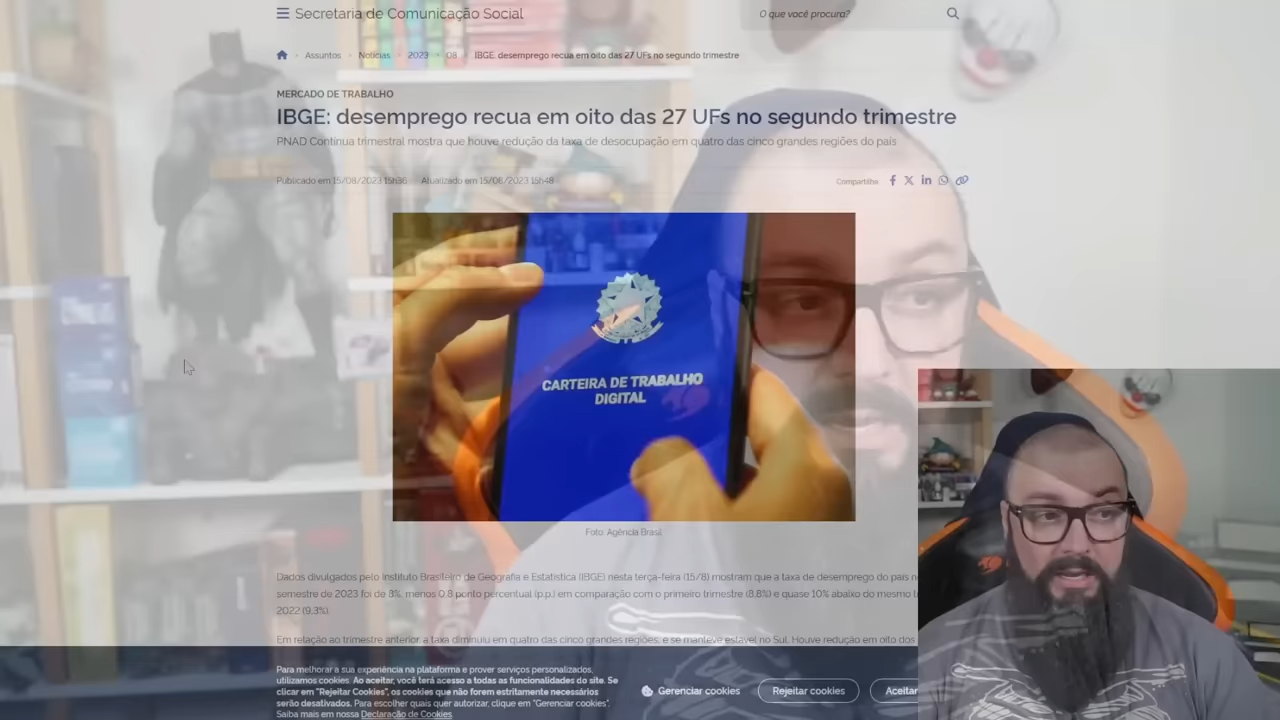 Secretaria de Comunicação Social
O que você procura?
Assuntos > Notícias > 2023 > 08 > IBGE: desemprego recua em oito das 27 UFs no segundo trimestre
MERCADO DE TRABALHO
IBGE: desemprego recua em oito das 27 UFs no segundo trimestre
PNAD Contínua trimestral mostra que houve redução da taxa de desocupação em quatro das cinco grandes regiões do país
Publicado em 15/08/2023 15h36 Atualizado em 15/08/2023 15h48
Compartilhe
CARTEIRA DE TRABALHO
DIGITAL
Foto: Agência Brasil
Dados divulgados pelo Instituto Brasileiro de Geografia e Estatística (IBGE) nesta terça-feira (15/8) mostram que a taxa de desemprego do país
semestre de 2023 foi de 8%, menos 0,8 ponto percentual (p.p.) em comparação com o primeiro trimestre (8,8%) e quase 10% abaixo do mesmo
2022 (9,3%).
Em relação ao trimestre anterior, a taxa diminuiu em quatro das cinco grandes regiões, e se manteve estável no Sul. Houve redução em oito dos
Para melhorar a sua experiência na plataforma e prover serviços personalizados,
utilizamos cookies. Ao aceitar, você terá acesso a todas as funcionalidades do site. Se
clicar em "Rejeitar Cookies", os cookies que não forem estritamente necessários
serão desativados. Para escolher quais quer autorizar, clique em "Gerenciar cookies".
Saiba mais em nossa Declaração de Cookies.
Gerenciar cookies
Rejeitar cookies
Aceitar